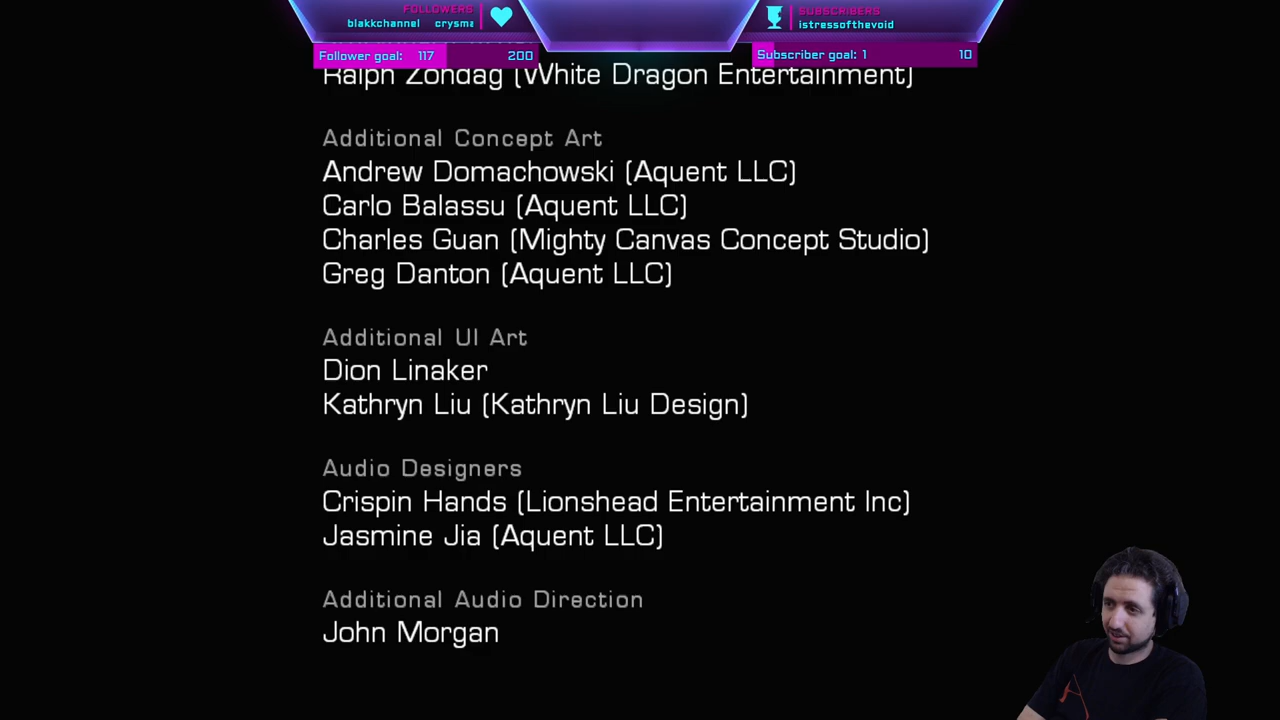 FOLLOWERS
blakkchannel crysma
SUBSCRIBERS
istressofthevoid
Follower goal: 117 200
Subscriber goal: 1 10
Ralph Zondag (White Dragon Entertainment)
Additional Concept Art
Andrew Domachowski (Aquent LLC)
Carlo Balassu (Aquent LLC)
Charles Guan (Mighty Canvas Concept Studio)
Greg Danton (Aquent LLC)
Additional UI Art
Dion Linaker
Kathryn Liu (Kathryn Liu Design)
Audio Designers
Crispin Hands (Lionshead Entertainment Inc)
Jasmine Jia (Aquent LLC)
Additional Audio Direction
John Morgan